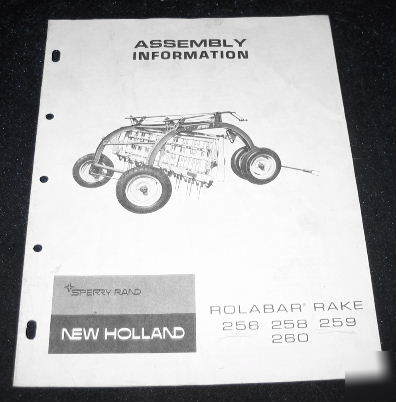 ASSEMBLY
INFORMATION
SPERRY RAND
NEW HOLLAND
ROLABAR® RAKE
256 258 259
260